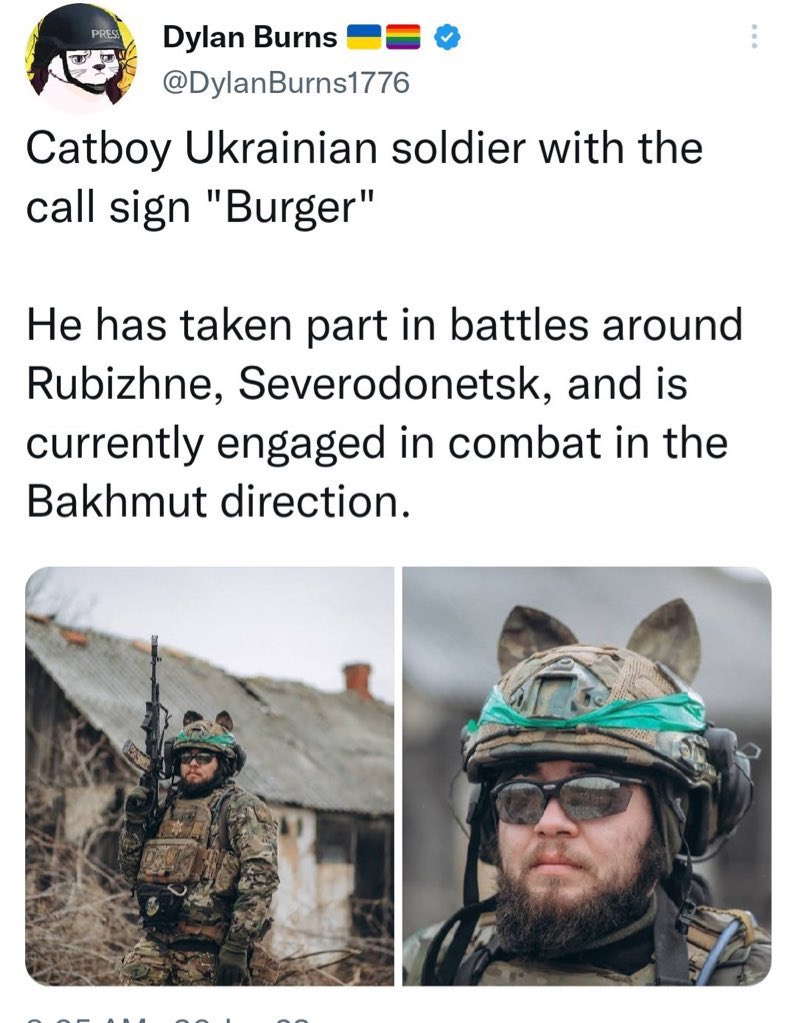 PRESS
Dylan Burns 🇺🇦🏳️‍🌈
@DylanBurns1776
Catboy Ukrainian soldier with the
call sign "Burger"
He has taken part in battles around
Rubizhne, Severodonetsk, and is
currently engaged in combat in the
Bakhmut direction.